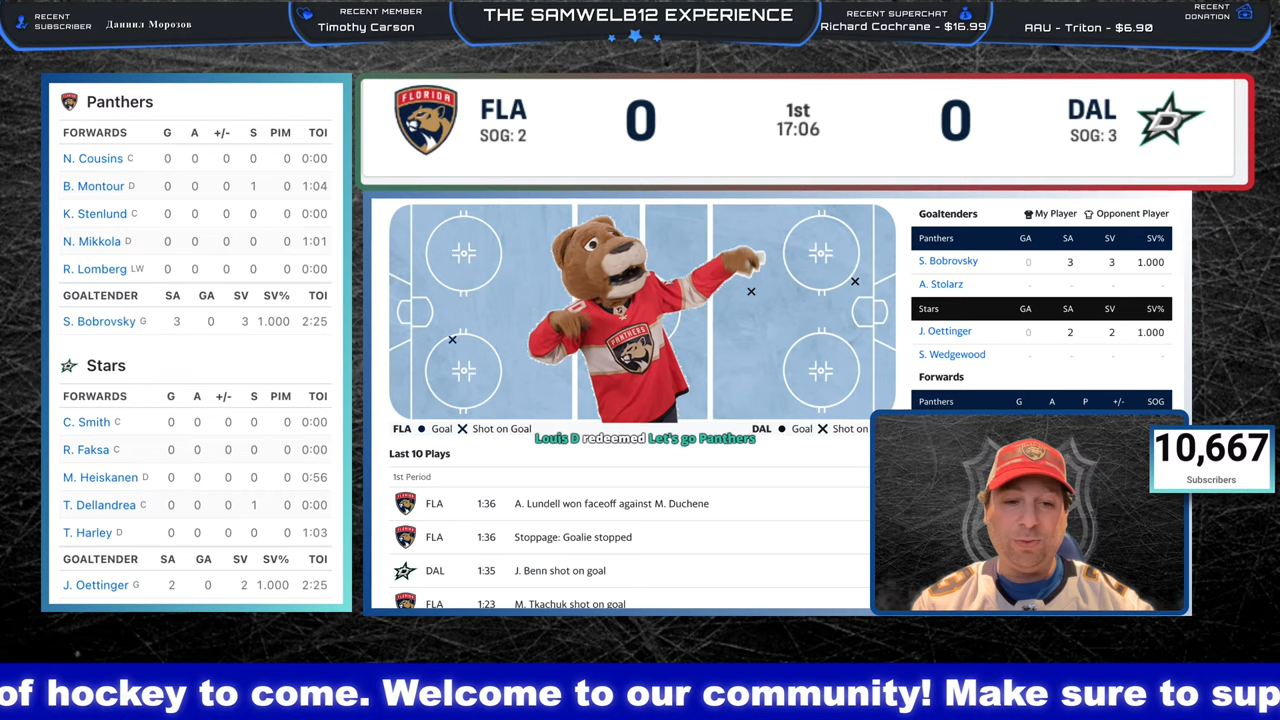 RECENT
SUBSCRIBER
Даниил Морозов
RECENT MEMBER
Timothy Carson
THE SAMWELB12 EXPERIENCE
RECENT SUPERCHAT
Richard Cochrane - $16.99
RECENT
DONATION
AAU - Triton - $6.90
Panthers
FORWARDS G A +/- S PIM TOI
N. Cousins C 0 0 0 0 0 0:00
B. Montour D 0 0 0 1 0 1:04
K. Stenlund C 0 0 0 0 0 0:00
N. Mikkola D 0 0 0 0 0 1:01
R. Lomberg LW 0 0 0 0 0 0:00
GOALTENDER SA GA SV SV% TOI
S. Bobrovsky G 3 0 3 1.000 2:25
Stars
FORWARDS G A +/- S PIM TOI
C. Smith C 0 0 0 0 0 0:00
R. Faksa C 0 0 0 0 0 0:00
M. Heiskanen D 0 0 0 0 0 0:56
T. Dellandrea C 0 0 0 1 0 0:00
T. Harley D 0 0 0 0 0 1:03
GOALTENDER SA GA SV SV% TOI
J. Oettinger G 2 0 2 1.000 2:25
FLORIDA
FLA
SOG: 2
0
1st
17:06
0
DAL
SOG: 3
D
PANTHERS
Louis D redeemed Let's go Panthers
FLA Goal Shot on Goal
DAL Goal Shot on
Last 10 Plays
1st Period
FLA 1:36 A. Lundell won faceoff against M. Duchene
FLA 1:36 Stoppage: Goalie stopped
DAL 1:35 J. Benn shot on goal
FLA 1:23 M. Tkachuk shot on goal
Goaltenders My Player Opponent Player
Panthers GA SA SV SV%
S. Bobrovsky 0 3 3 1.000
A. Stolarz - - - -
Stars GA SA SV SV%
J. Oettinger 0 2 2 1.000
S. Wedgewood - - - -
Forwards
Panthers G A P +/- SOG
10,667
Subscribers
of hockey to come. Welcome to our community! Make sure to sup